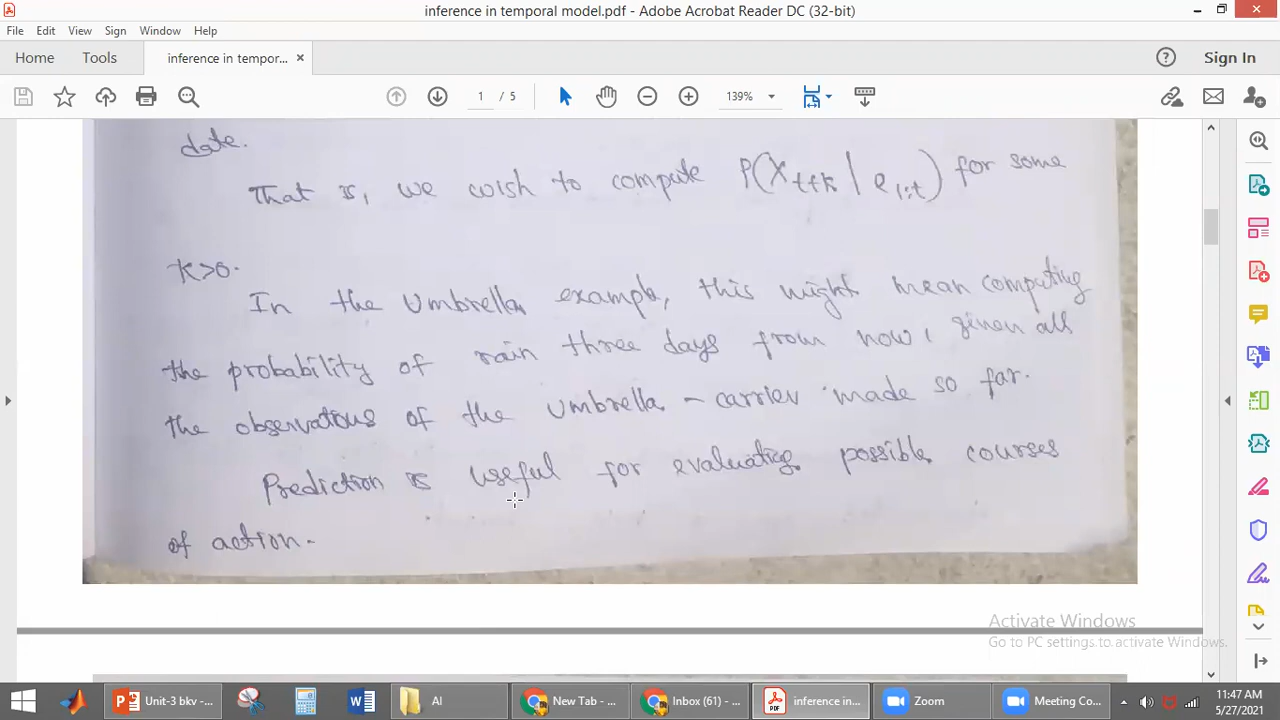 inference in temporal model.pdf - Adobe Acrobat Reader DC (32-bit)
File Edit View Sign Window Help
Home Tools inference in tempor... × Sign In
1 / 5 139%
date.
That is, we wish to compute P(X t+k | e 1:t) for some
K>0.
In the Umbrella example, this might mean computing
the probability of rain three days from now, given all
the observations of the Umbrella - carrier made so far.
Prediction is useful for evaluating possible courses
of action.
Activate Windows
Go to PC settings to activate Windows.
Unit-3 bkv -... AI New Tab - ... Inbox (61) - ... inference in... Zoom Meeting Co... 11:47 AM
5/27/2021